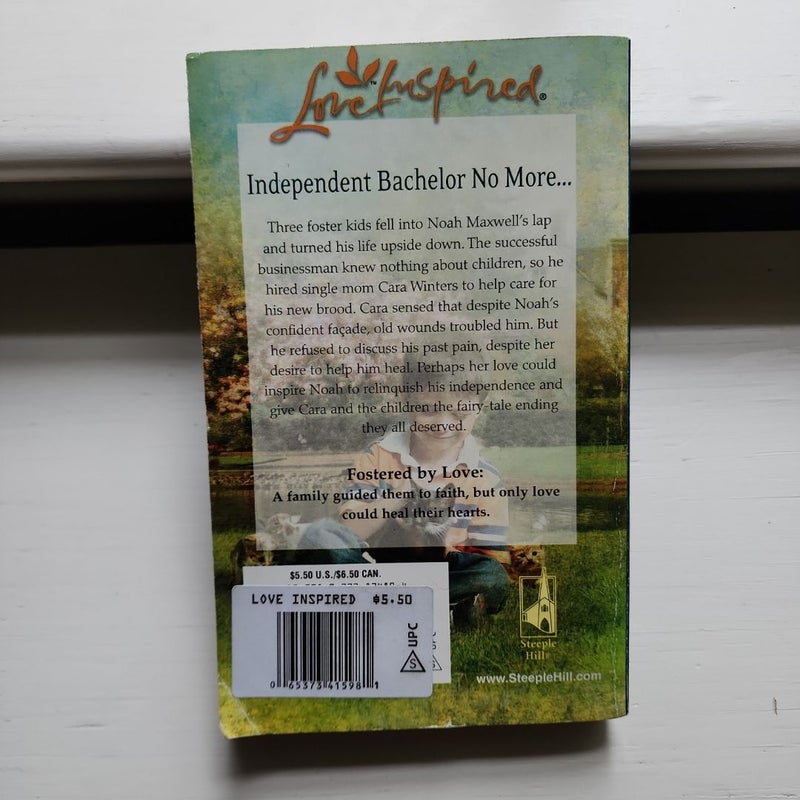 Love Inspired®
Independent Bachelor No More...
Three foster kids fell into Noah Maxwell's lap
and turned his life upside down. The successful
businessman knew nothing about children, so he
hired single mom Cara Winters to help care for
his new brood. Cara sensed that despite Noah's
confident façade, old wounds troubled him. But
he refused to discuss his past pain, despite her
desire to help him heal. Perhaps her love could
inspire Noah to relinquish his independence and
give Cara and the children the fairy-tale ending
they all deserved.
Fostered by Love:
A family guided them to faith, but only love
could heal their hearts.
$5.50 U.S./$6.50 CAN.
LOVE INSPIRED $5.50
UPC
S
0 65373 41598 1
Steeple
Hill®
www.SteepleHill.com